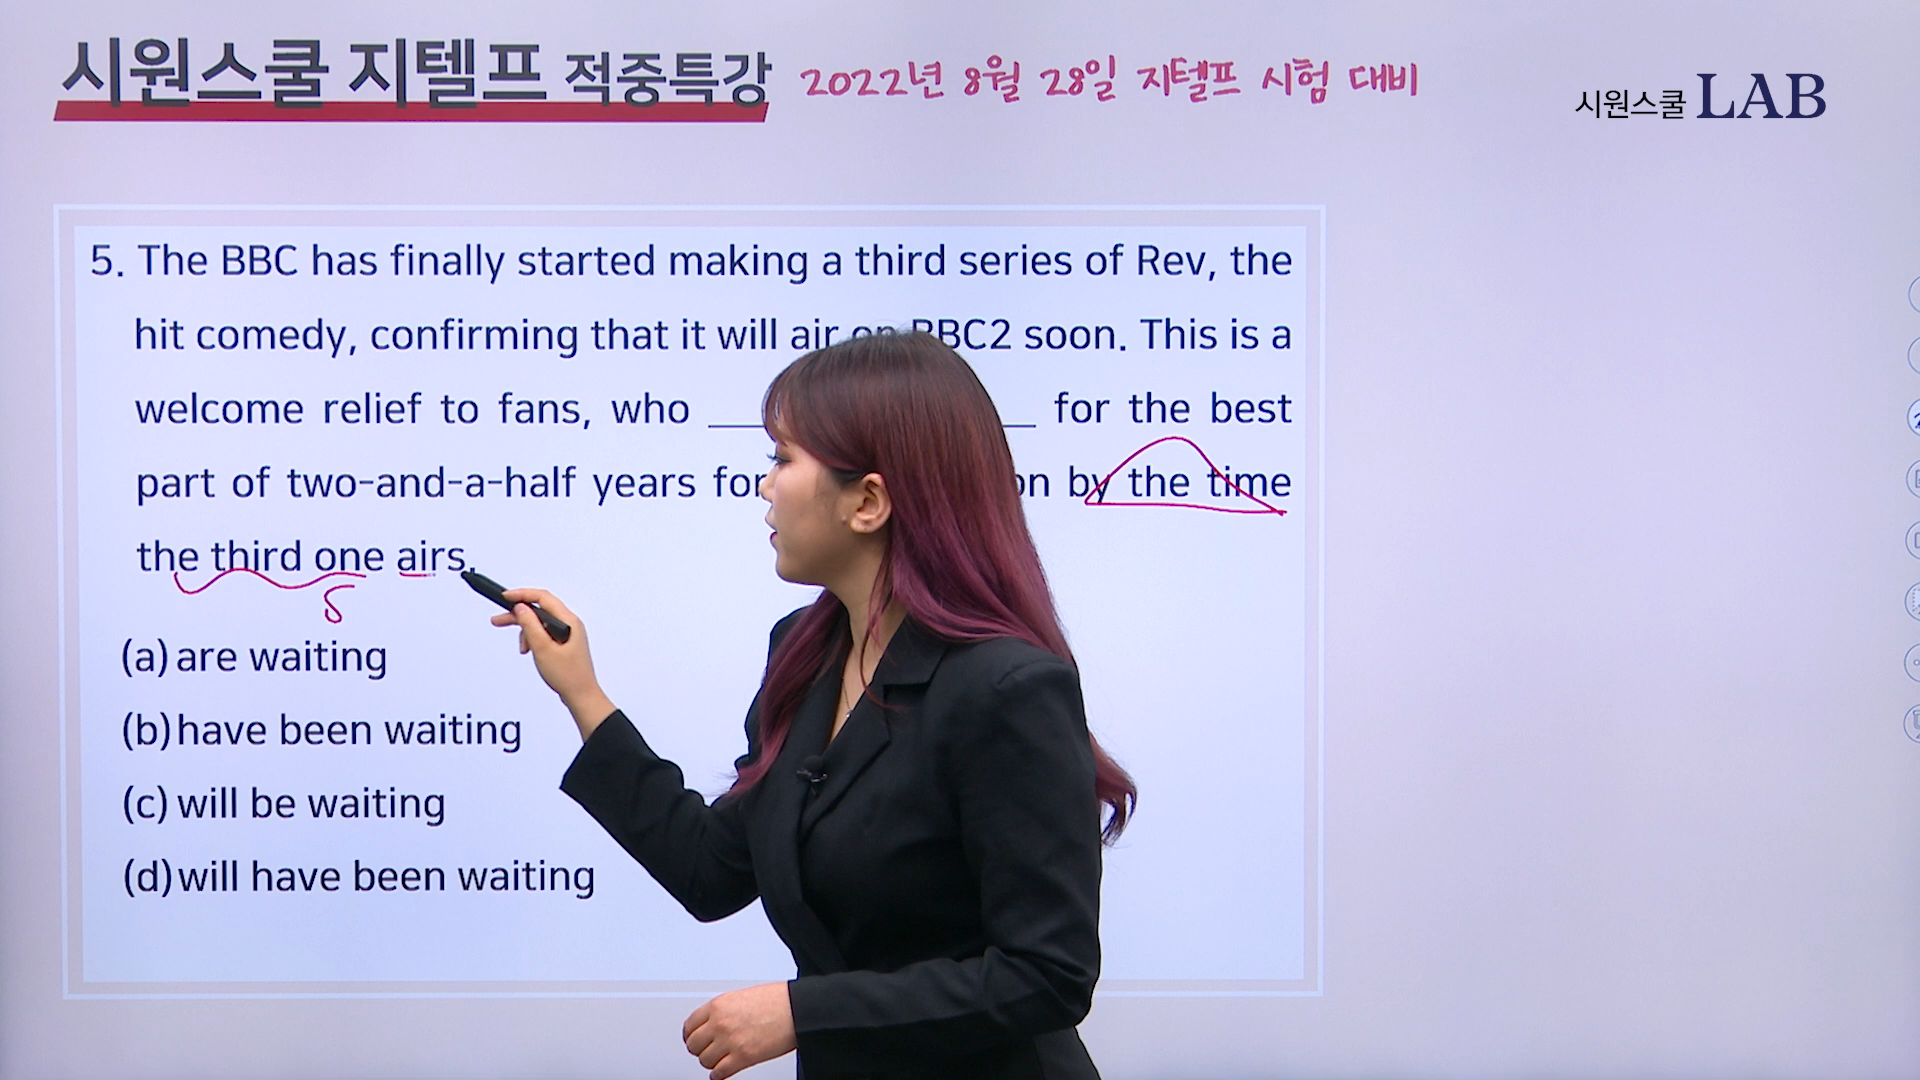 시원스쿨 지텔프 적중특강 2022년 8월 28일 지텔프 시험 대비
시원스쿨 LAB
5. The BBC has finally started making a third series of Rev, the
hit comedy, confirming that it will air on BBC2 soon. This is a
welcome relief to fans, who ______ for the best
part of two-and-a-half years for by the time
the third one airs.
S
(a) are waiting
(b) have been waiting
(c) will be waiting
(d) will have been waiting